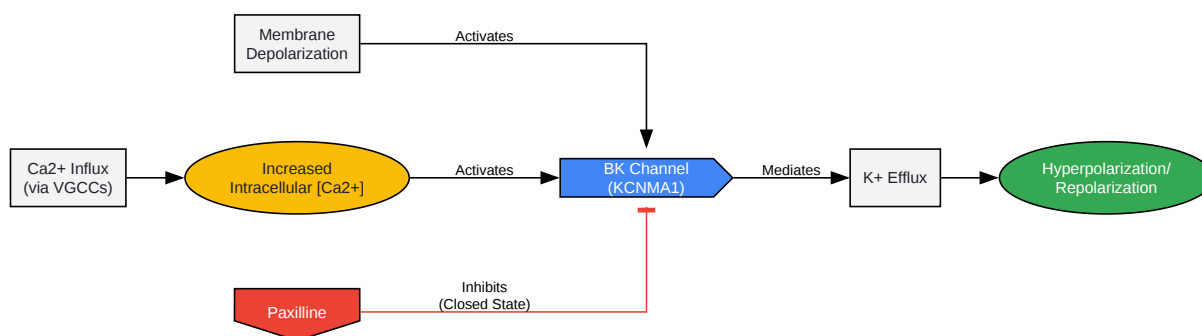 Membrane
Depolarization
Activates
Ca2+ Influx
(via VGCCs)
Increased
Intracellular [Ca2+]
Activates
BK Channel
(KCNMA1)
Mediates
K+ Efflux
Hyperpolarization/
Repolarization
Inhibits
(Closed State)
Paxilline